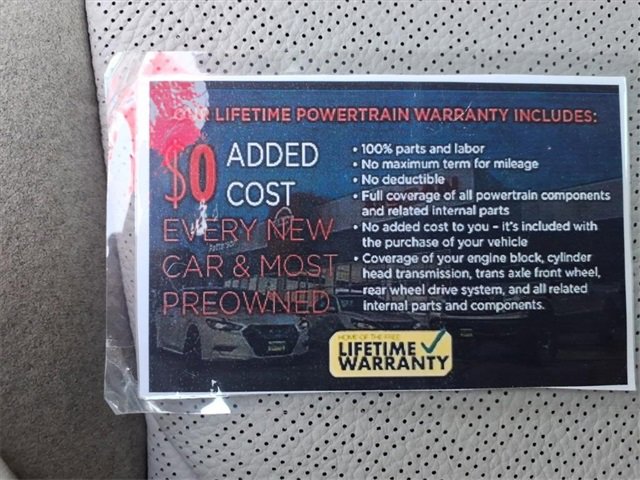 OUR LIFETIME POWERTRAIN WARRANTY INCLUDES:
$0 ADDED
COST
EVERY NEW
CAR & MOST
PREOWNED
• 100% parts and labor
• No maximum term for mileage
• No deductible
• Full coverage of all powertrain components
and related internal parts
• No added cost to you – it's included with
the purchase of your vehicle
• Coverage of your engine block, cylinder
head transmission, trans axle front wheel,
rear wheel drive system, and all related
internal parts and components.
Patterson
HOME OF THE FREE
LIFETIME
WARRANTY